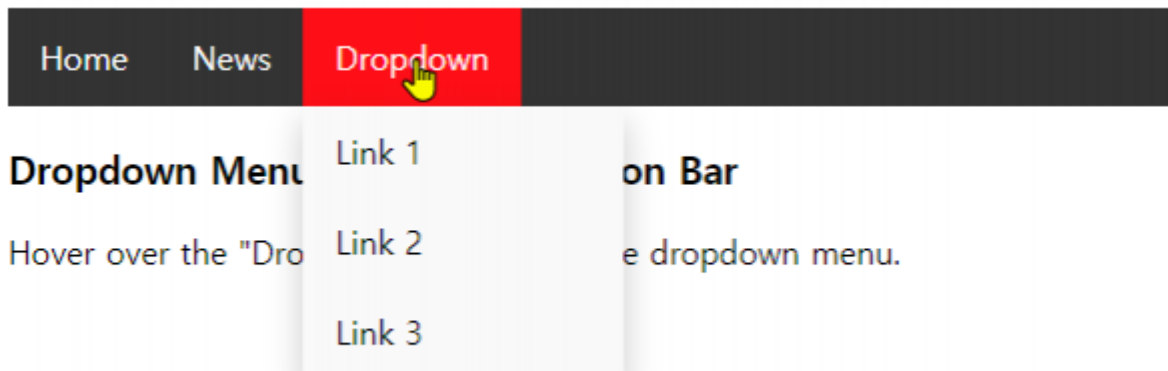 Home News Dropdown
Link 1
Dropdown Menu on Bar
Link 2
Hover over the "Dro e dropdown menu.
Link 3